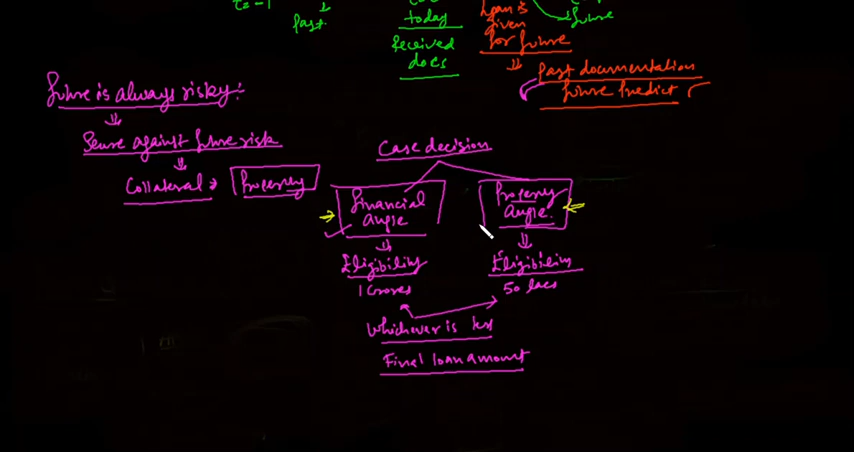 t = -1
Past
today
Received
docs
Loan is
given
for future
future
Past documentation
future Predict
Future is always risky:
Secure against future risk
Collateral → Property
Case decision
Financial
angle
Property
angle.
Eligibility
1 Crores
Eligibility
50 lacs
Whichever is less
Final loan amount